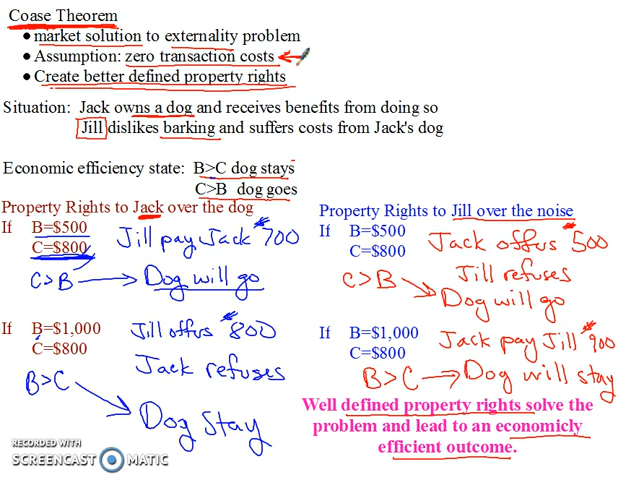 Coase Theorem
• market solution to externality problem
• Assumption: zero transaction costs
• Create better defined property rights
Situation: Jack owns a dog and receives benefits from doing so
Jill dislikes barking and suffers costs from Jack's dog
Economic efficiency state: B>C dog stays
C>B dog goes
Property Rights to Jack over the dog
If B=$500
C=$800
Jill pay Jack $700
C>B → Dog will go
If B=$1,000
C=$800
Jill offers $800
Jack refuses
B>C
Dog Stay
Property Rights to Jill over the noise
If B=$500
C=$800
Jack offers $500
Jill refuses
C>B
Dog will go
If B=$1,000
C=$800
Jack pay Jill $900
B>C → Dog will stay
Well defined property rights solve the
problem and lead to an economicly
efficient outcome.
RECORDED WITH
SCREENCAST MATIC